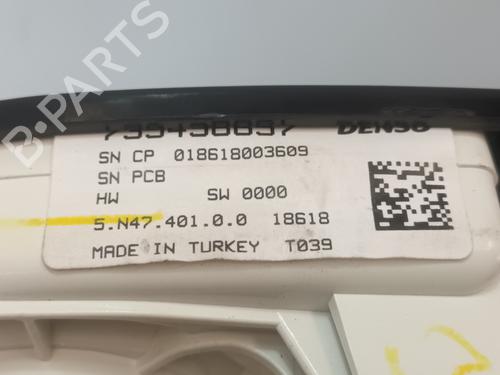 735498897 DENSO
SN CP 018618003609
SN PCB
HW SW 0000
5.N47.401.0.0 18618
MADE IN TURKEY T039
B-PARTS